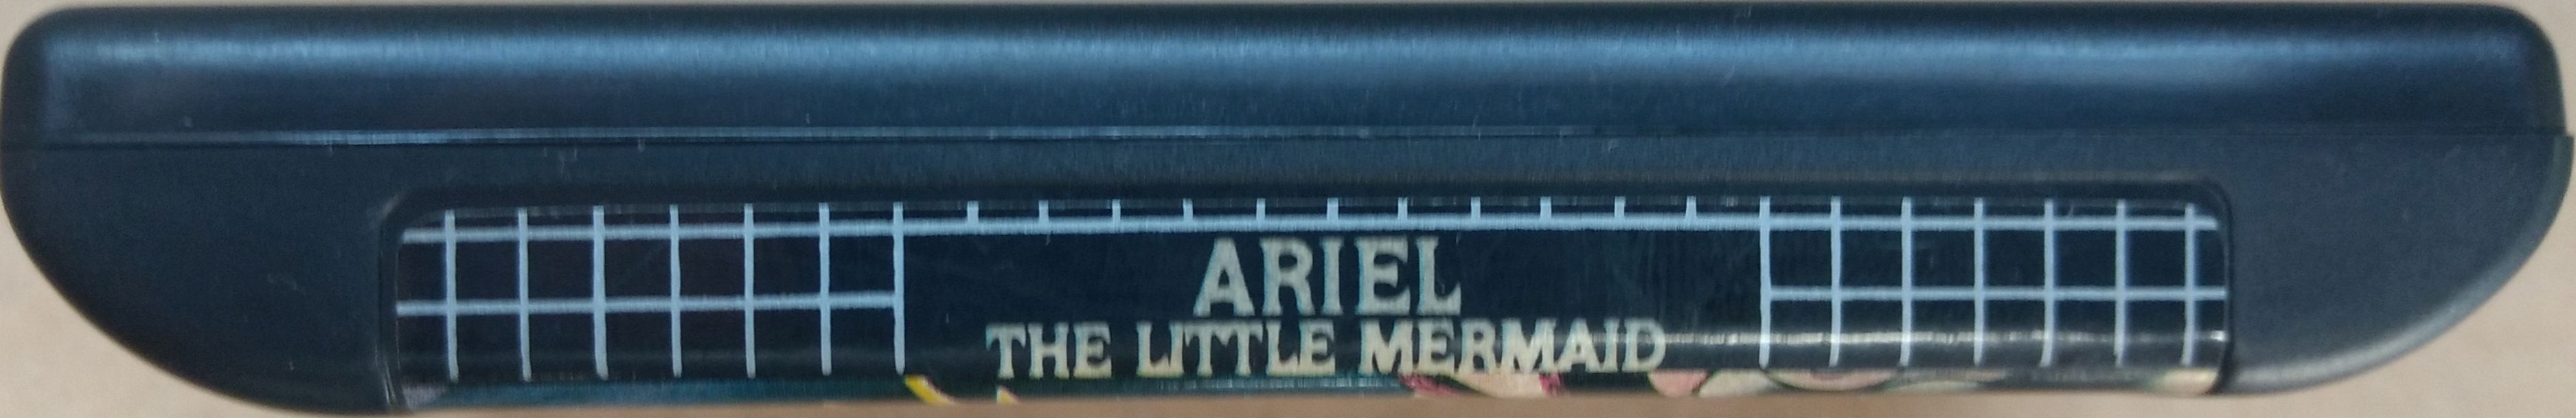 ARIEL
THE LITTLE MERMAID